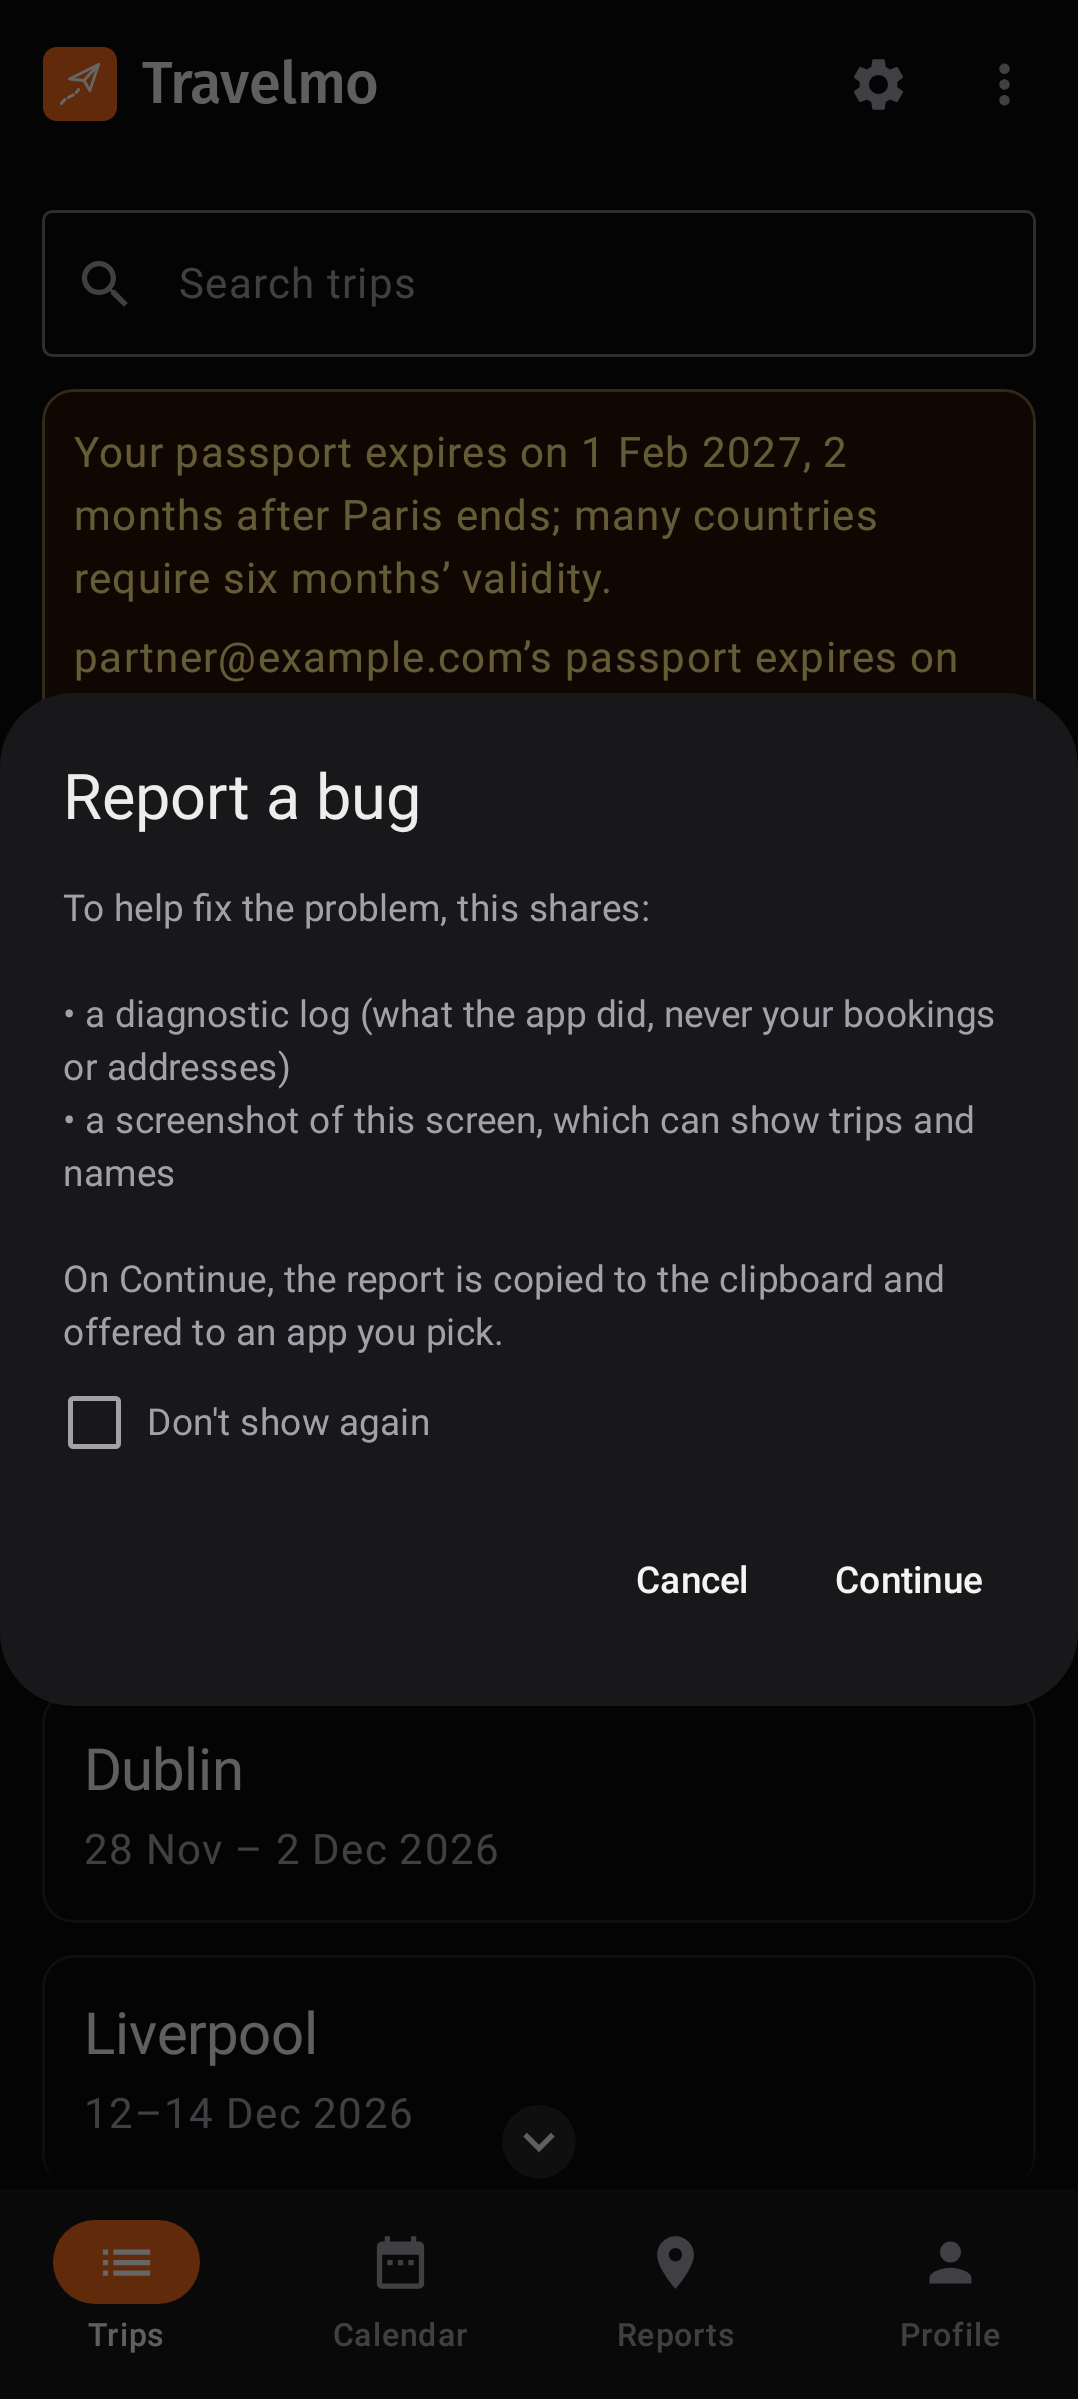 Travelmo
Search trips
Your passport expires on 1 Feb 2027, 2
months after Paris ends; many countries
require six months’ validity.
partner@example.com’s passport expires on
Report a bug
To help fix the problem, this shares:
• a diagnostic log (what the app did, never your bookings
or addresses)
• a screenshot of this screen, which can show trips and
names
On Continue, the report is copied to the clipboard and
offered to an app you pick.
Don't show again
Cancel Continue
Dublin
28 Nov – 2 Dec 2026
Liverpool
12–14 Dec 2026
Trips Calendar Reports Profile